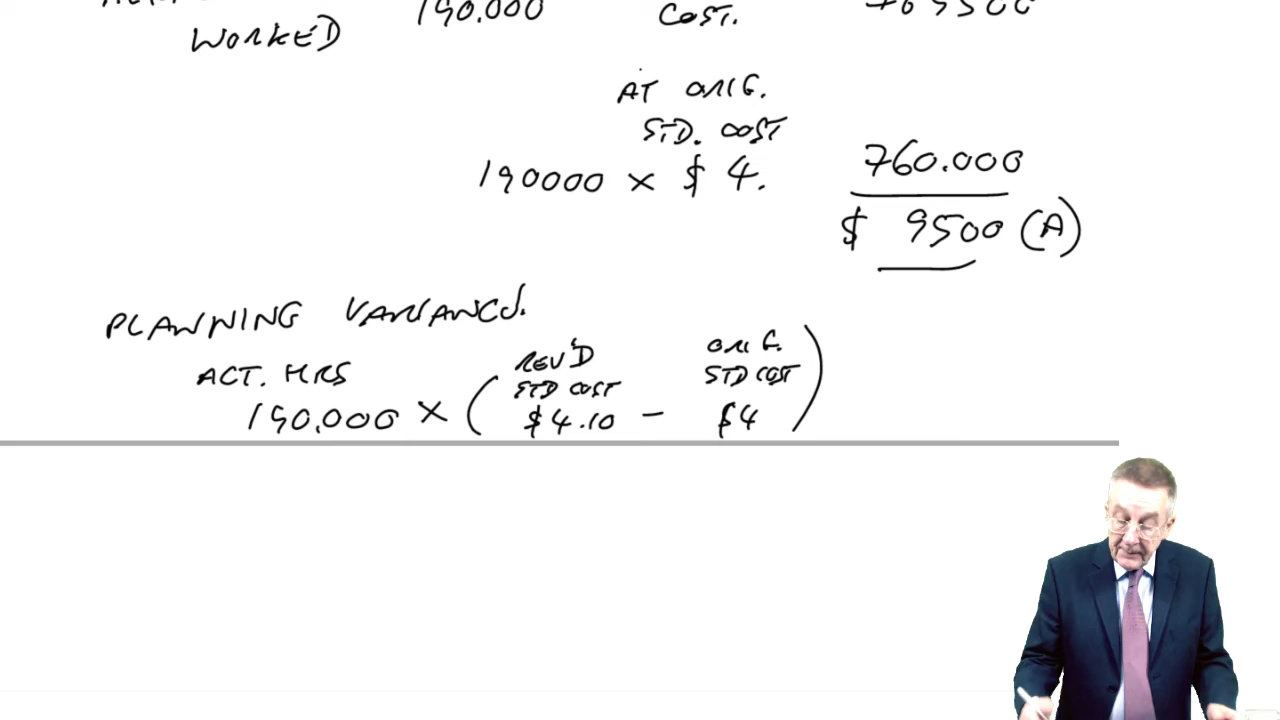 WORKED 190.000 COST. 769500
AT ORIG.
STD. COST
190000 × $ 4. 760.000
$ 9500 (A)
PLANNING VARIANCE.
ACT. HRS REV'D ORIG.
STD COST STD COST
190,000 × ( $4.10 - $4 )